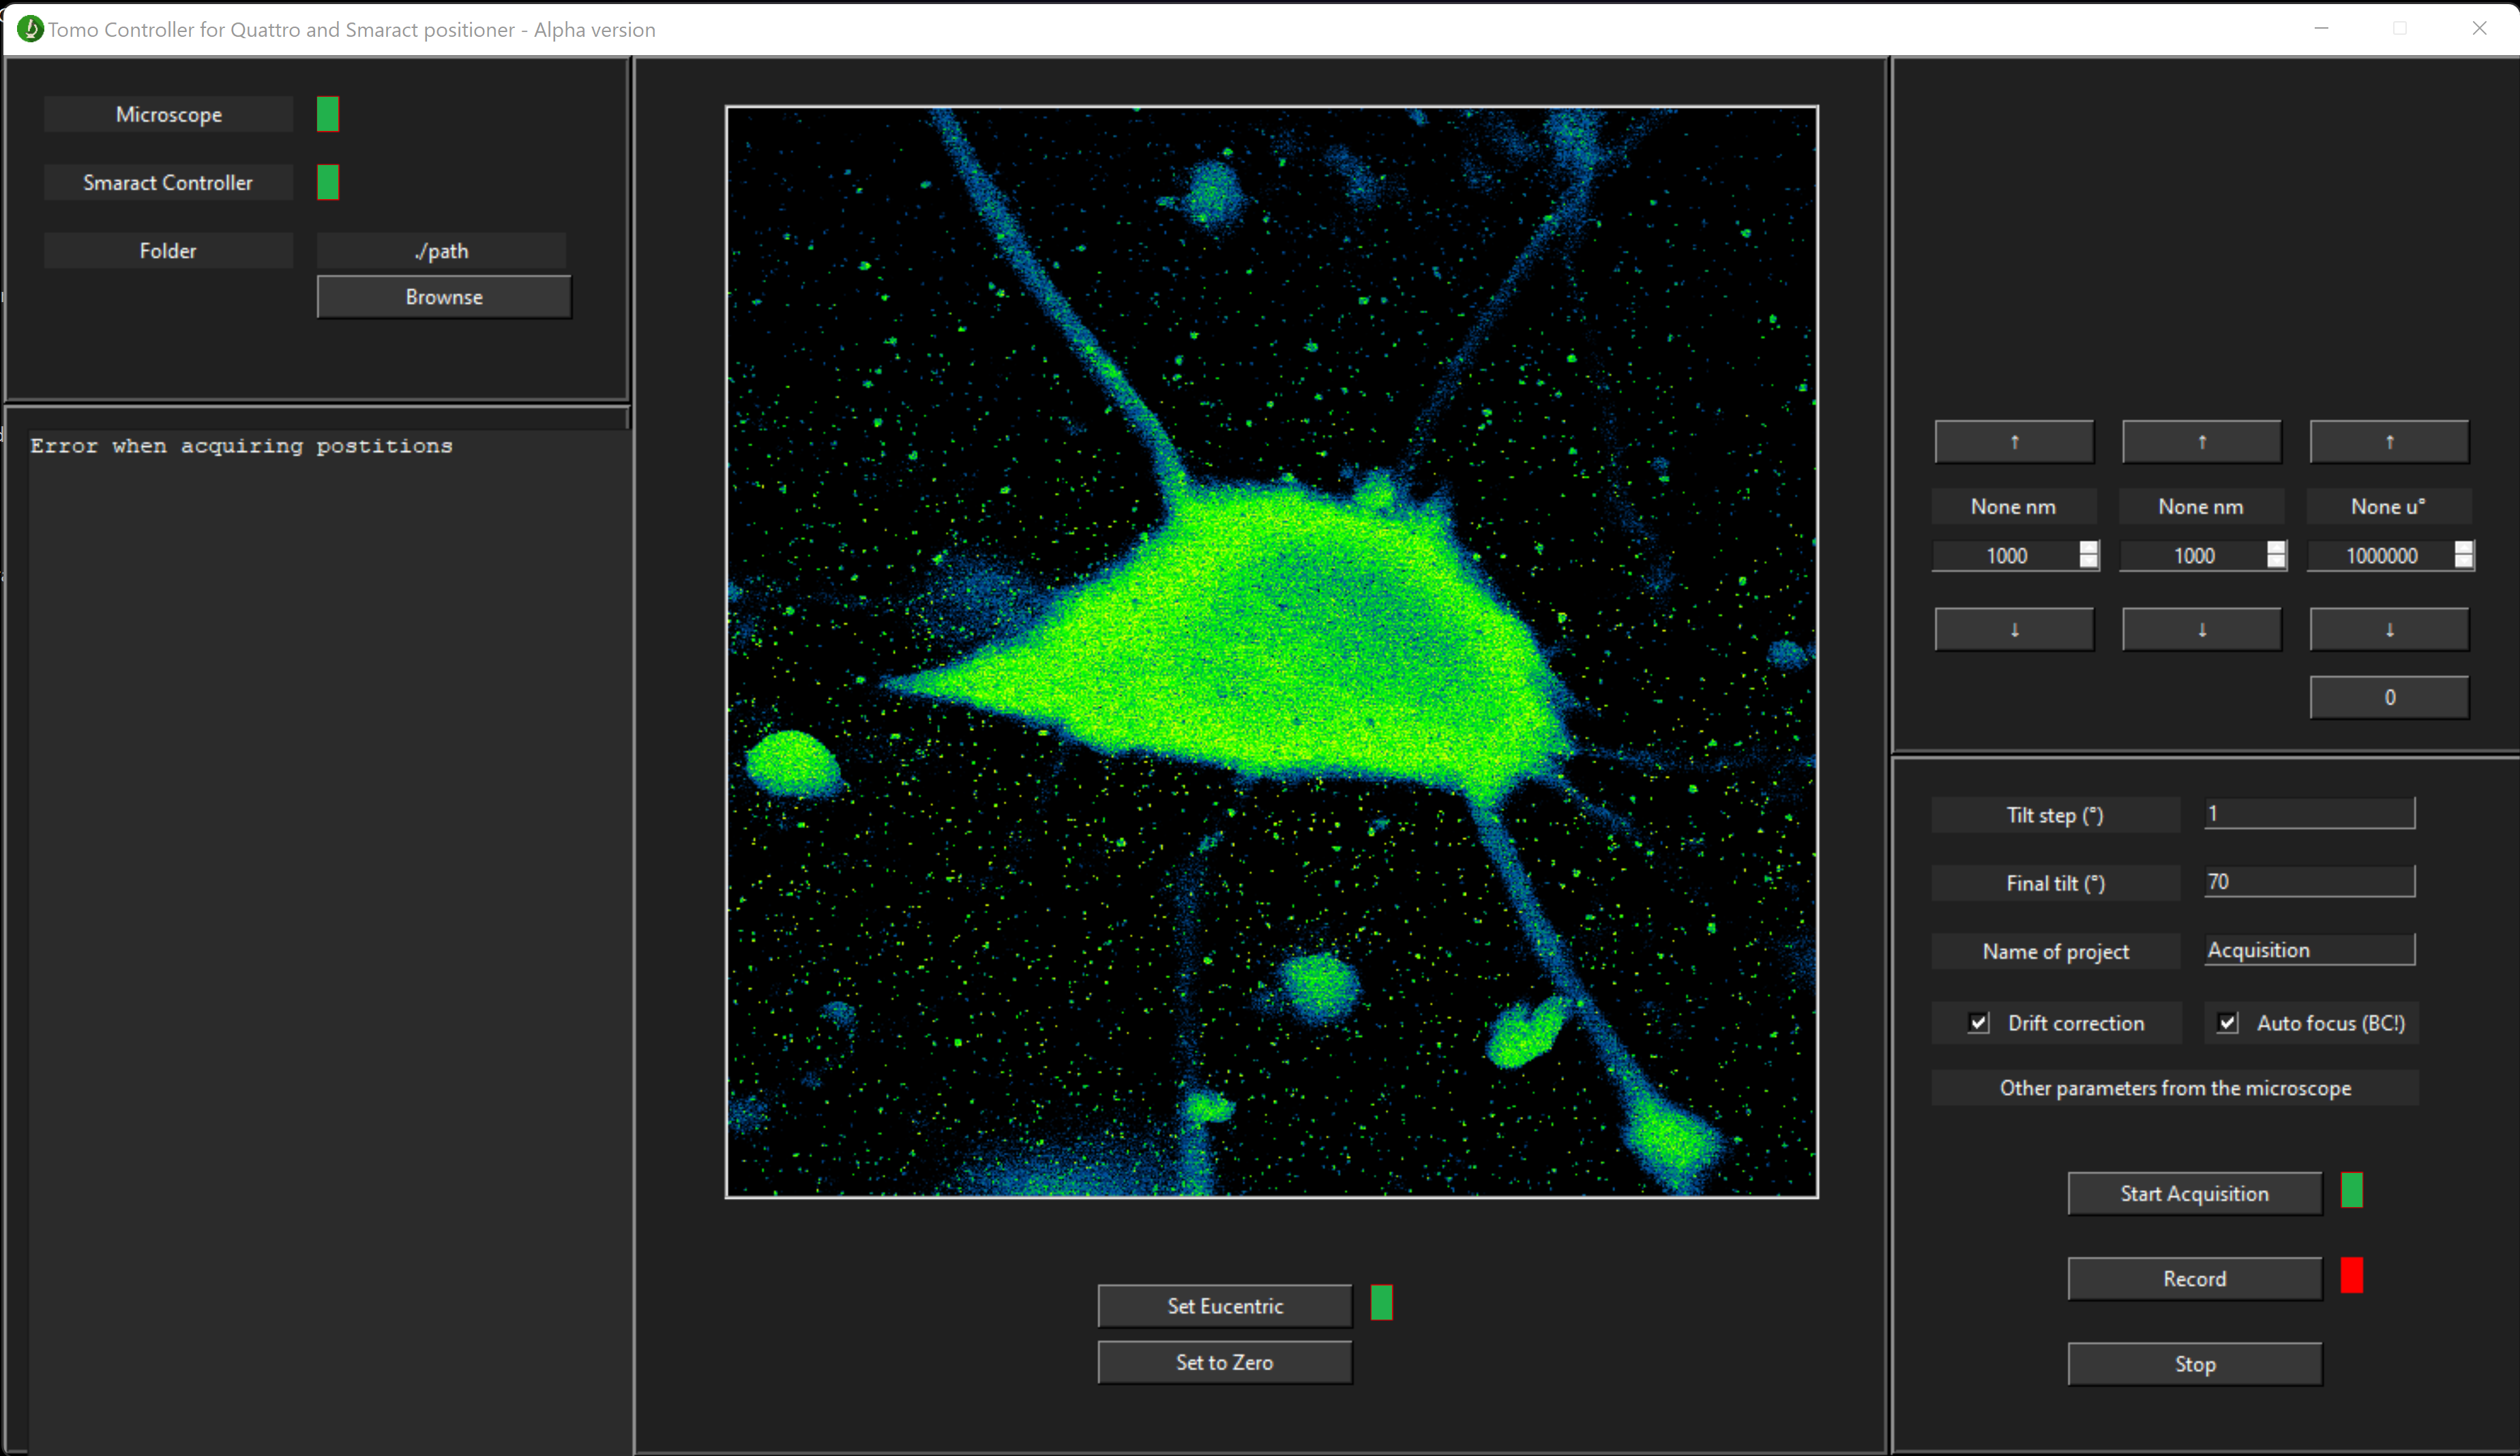 Tomo Controller for Quattro and Smaract positioner - Alpha version
Microscope
Smaract Controller
Folder
./path
Brownse
Error when acquiring postitions
Set Eucentric
Set to Zero
↑ ↑ ↑
None nm None nm None u°
1000 1000 1000000
↓ ↓ ↓
0
Tilt step (°) 1
Final tilt (°) 70
Name of project Acquisition
Drift correction Auto focus (BC!)
Other parameters from the microscope
Start Acquisition
Record
Stop